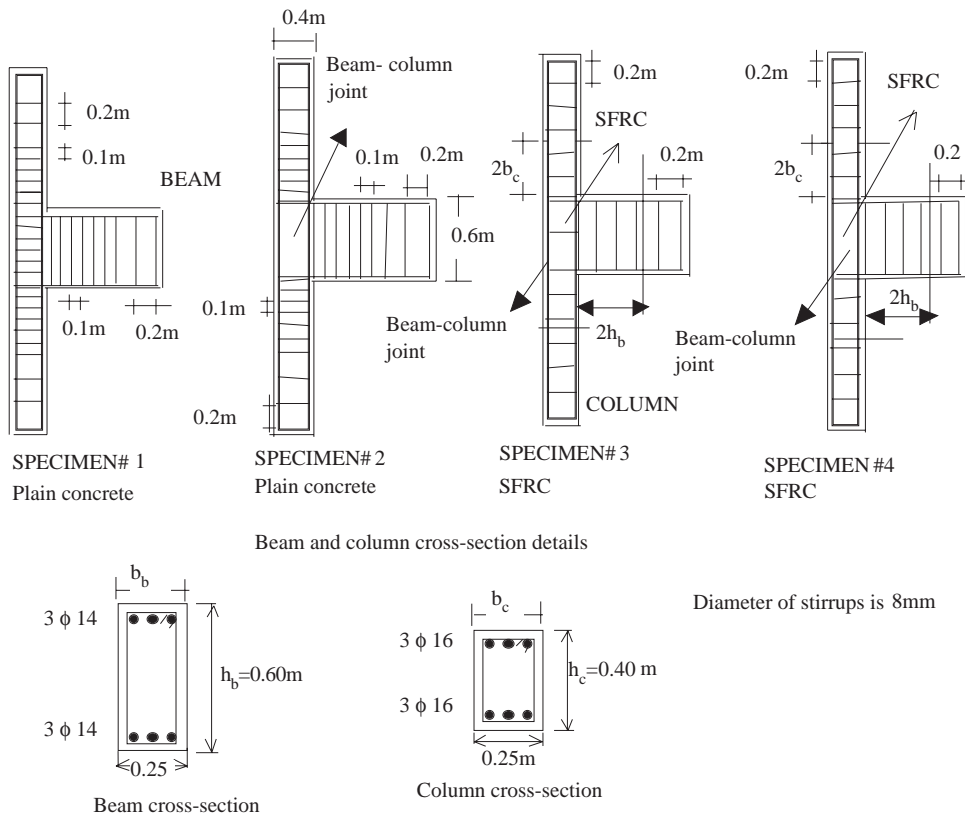 0.4m
Beam- column
joint
0.2m
0.1m
BEAM
0.1m
0.2m
0.1m
0.2m
0.6m
0.1m
0.2m
0.2m
SFRC
2b_c
0.2m
Beam-column
joint
2h_b
COLUMN
0.2m
SFRC
2b_c
0.2
2h_b
Beam-column
joint
SPECIMEN# 1
Plain concrete
SPECIMEN# 2
Plain concrete
SPECIMEN# 3
SFRC
SPECIMEN #4
SFRC
Beam and column cross-section details
b_b
3 ϕ 14
h_b=0.60m
3 ϕ 14
0.25
Beam cross-section
b_c
3 ϕ 16
h_c=0.40 m
3 ϕ 16
0.25m
Column cross-section
Diameter of stirrups is 8mm